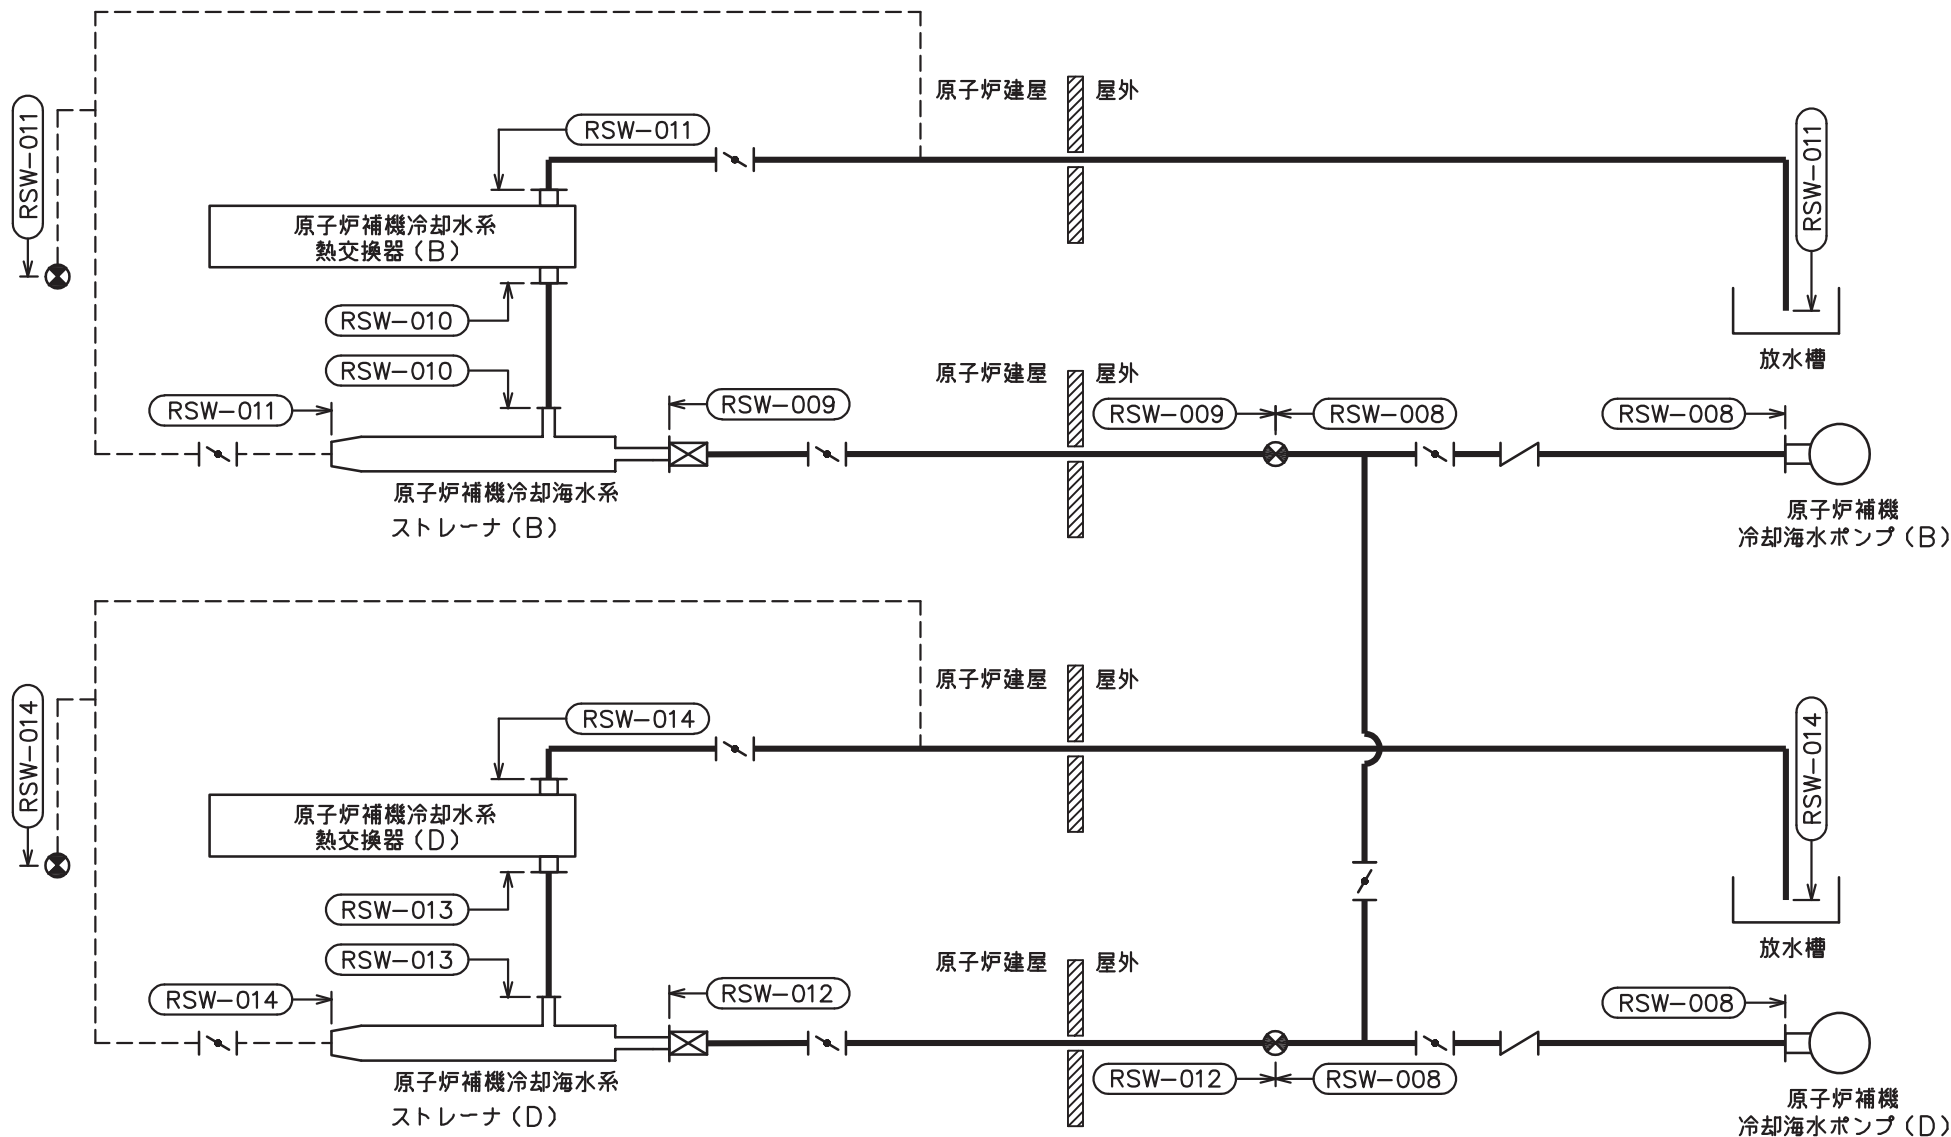 原子炉建屋
屋外
RSW-011
RSW-011
RSW-011
原子炉補機冷却水系
熱交換器(B)
RSW-010
RSW-010
放水槽
原子炉建屋
屋外
RSW-011
RSW-009
RSW-009
RSW-008
RSW-008
原子炉補機冷却海水系
ストレーナ(B)
原子炉補機
冷却海水ポンプ(B)
原子炉建屋
屋外
RSW-014
RSW-014
RSW-014
原子炉補機冷却水系
熱交換器(D)
RSW-013
RSW-013
放水槽
原子炉建屋
屋外
RSW-014
RSW-012
RSW-008
RSW-012
RSW-008
原子炉補機冷却海水系
ストレーナ(D)
原子炉補機
冷却海水ポンプ(D)